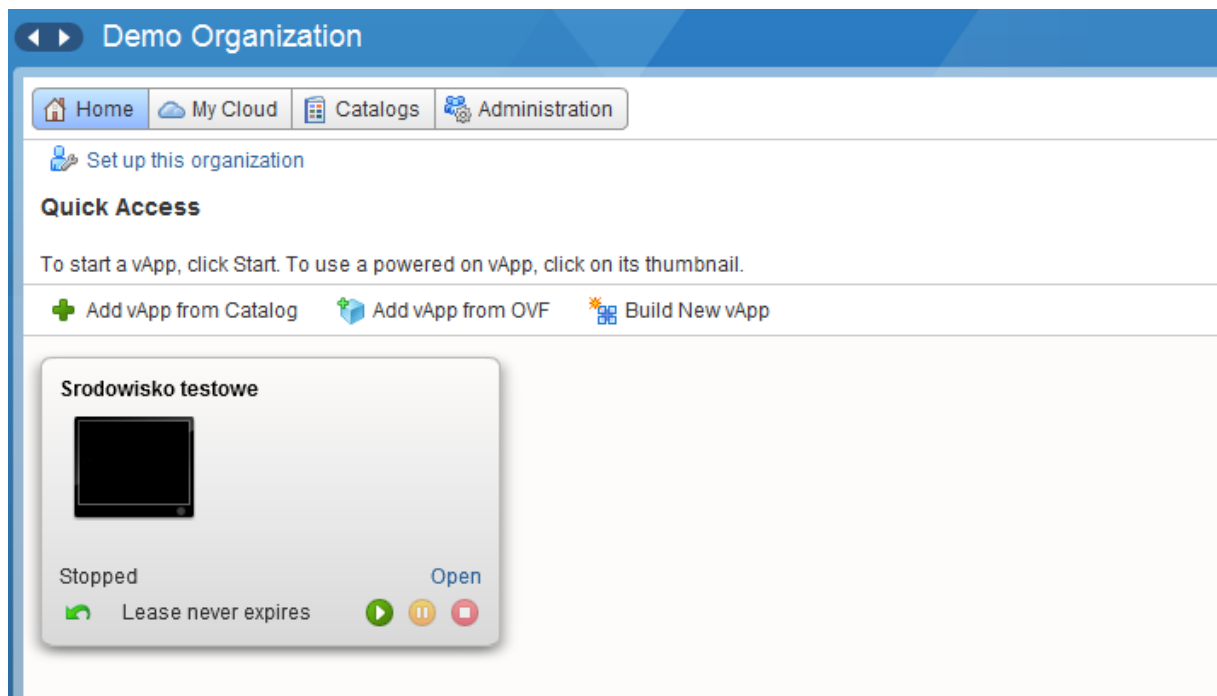 Demo Organization
Home My Cloud Catalogs Administration
Set up this organization
Quick Access
To start a vApp, click Start. To use a powered on vApp, click on its thumbnail.
Add vApp from Catalog Add vApp from OVF Build New vApp
Srodowisko testowe
Stopped Open
Lease never expires